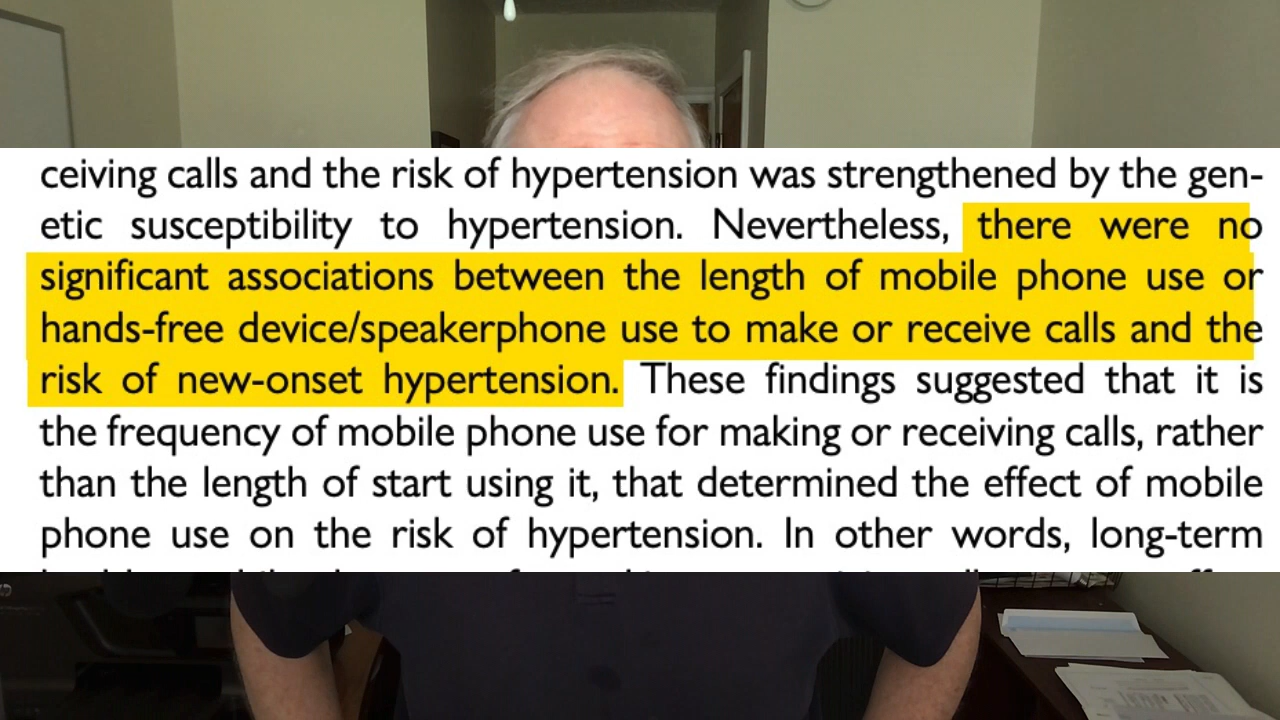 ceiving calls and the risk of hypertension was strengthened by the gen-
etic susceptibility to hypertension. Nevertheless, there were no
significant associations between the length of mobile phone use or
hands-free device/speakerphone use to make or receive calls and the
risk of new-onset hypertension. These findings suggested that it is
the frequency of mobile phone use for making or receiving calls, rather
than the length of start using it, that determined the effect of mobile
phone use on the risk of hypertension. In other words, long-term